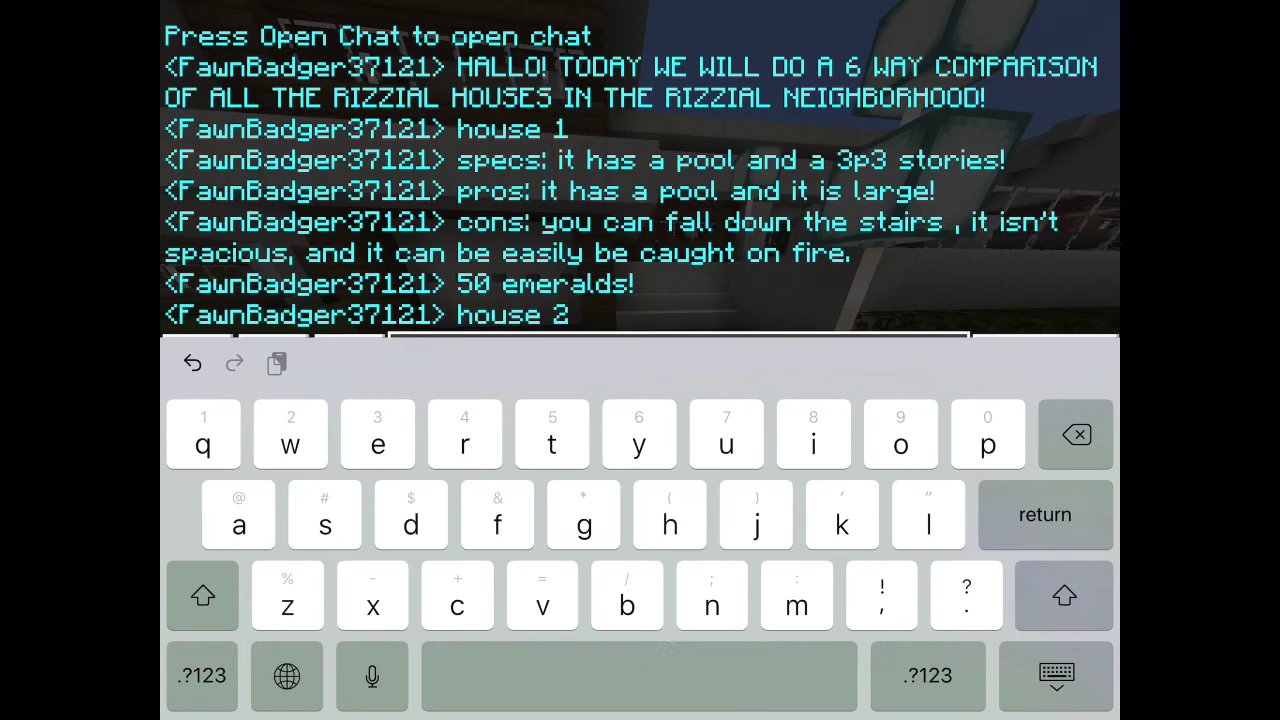 Press Open Chat to open chat
<FawnBadger37121> HALLO! TODAY WE WILL DO A 6 WAY COMPARISON
OF ALL THE RIZZIAL HOUSES IN THE RIZZIAL NEIGHBORHOOD!
<FawnBadger37121> house 1
<FawnBadger37121> specs: it has a pool and a 3p3 stories!
<FawnBadger37121> pros: it has a pool and it is large!
<FawnBadger37121> cons: you can fall down the stairs , it isn't
spacious, and it can be easily be caught on fire.
<FawnBadger37121> 50 emeralds!
<FawnBadger37121> house 2
1 2 3 4 5 6 7 8 9 0
q w e r t y u i o p
@ # $ & * ( ) ' "
a s d f g h j k l return
% - + = / ; : ! ?
z x c v b n m , .
.?123 .?123